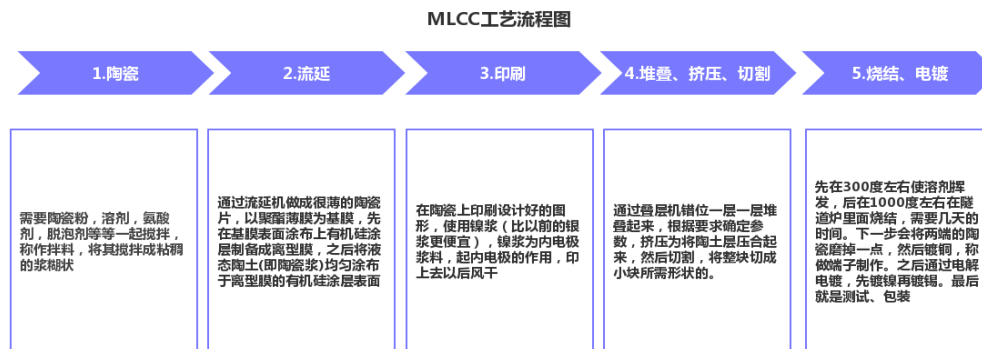 MLCC工艺流程图
1.陶瓷
2.流延
3.印刷
4.堆叠、挤压、切割
5.烧结、电镀
需要陶瓷粉，溶剂，氨酸
剂，脱泡剂等等一起搅拌，
称作拌料，将其搅拌成粘稠
的浆糊状
通过流延机做成很薄的陶瓷
片，以聚酯薄膜为基膜，先
在基膜表面涂布上有机硅涂
层制备成离型膜，之后将液
态陶土(即陶瓷浆)均匀涂布
于离型膜的有机硅涂层表面
在陶瓷上印刷设计好的图
形，使用镍浆（比以前的银
浆更便宜），镍浆为内电极
浆料，起内电极的作用，印
上去以后风干
通过叠层机错位一层一层堆
叠起来，根据要求确定参
数，挤压为将陶土层压合起
来，然后切割，将整块切成
小块所需形状的。
先在300度左右使溶剂挥
发，后在1000度左右在隧
道炉里面烧结，需要几天的
时间。下一步会将两端的陶
瓷磨掉一点，然后镀铜，称
做端子制作。之后通过电解
电镀，先镀镍再镀锡。最后
就是测试、包装